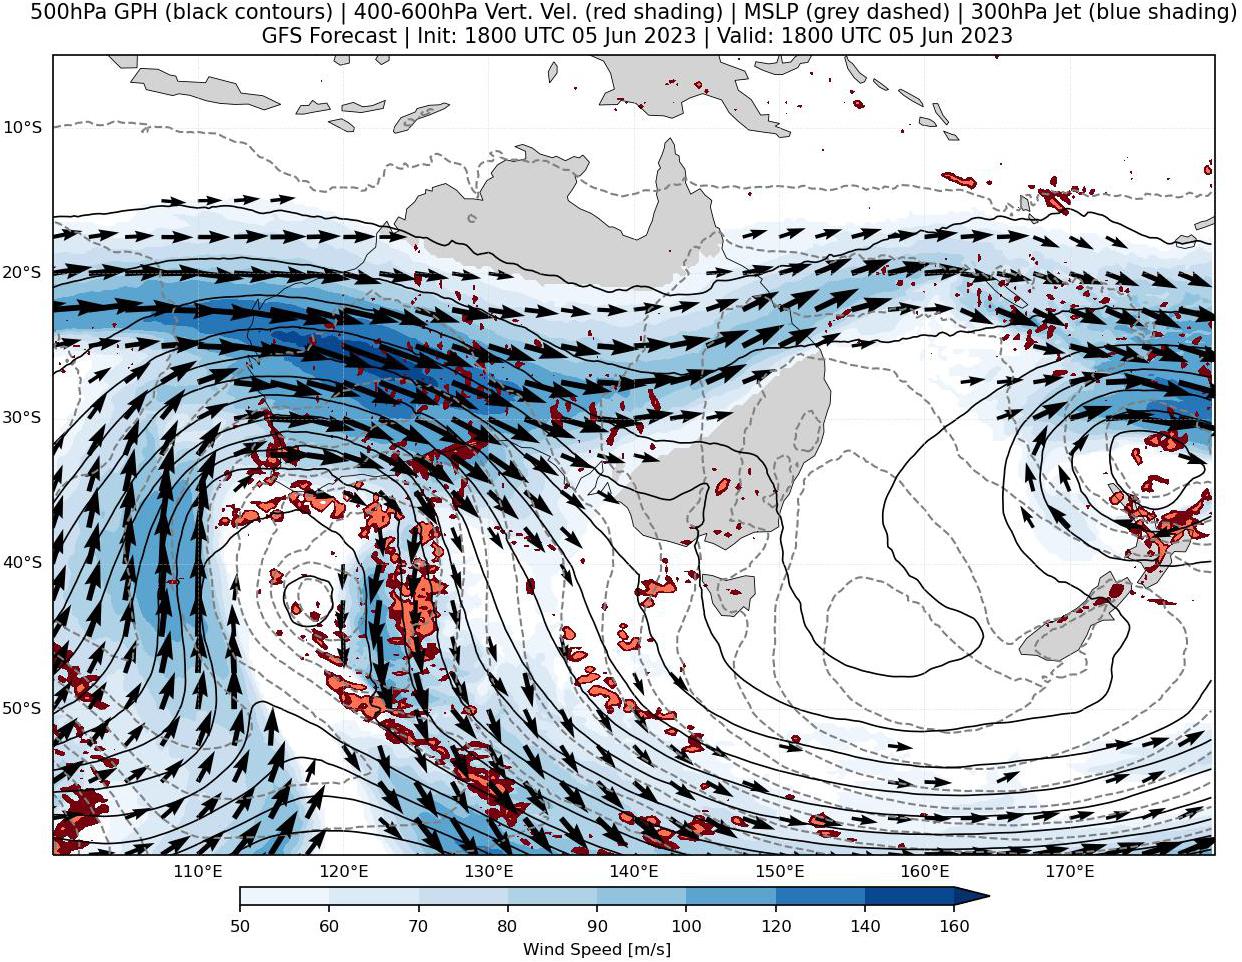 500hPa GPH (black contours) | 400-600hPa Vert. Vel. (red shading) | MSLP (grey dashed) | 300hPa Jet (blue shading)
GFS Forecast | Init: 1800 UTC 05 Jun 2023 | Valid: 1800 UTC 05 Jun 2023
10°S
20°S
30°S
40°S
50°S
110°E 120°E 130°E 140°E 150°E 160°E 170°E
50 60 70 80 90 100 120 140 160
Wind Speed [m/s]